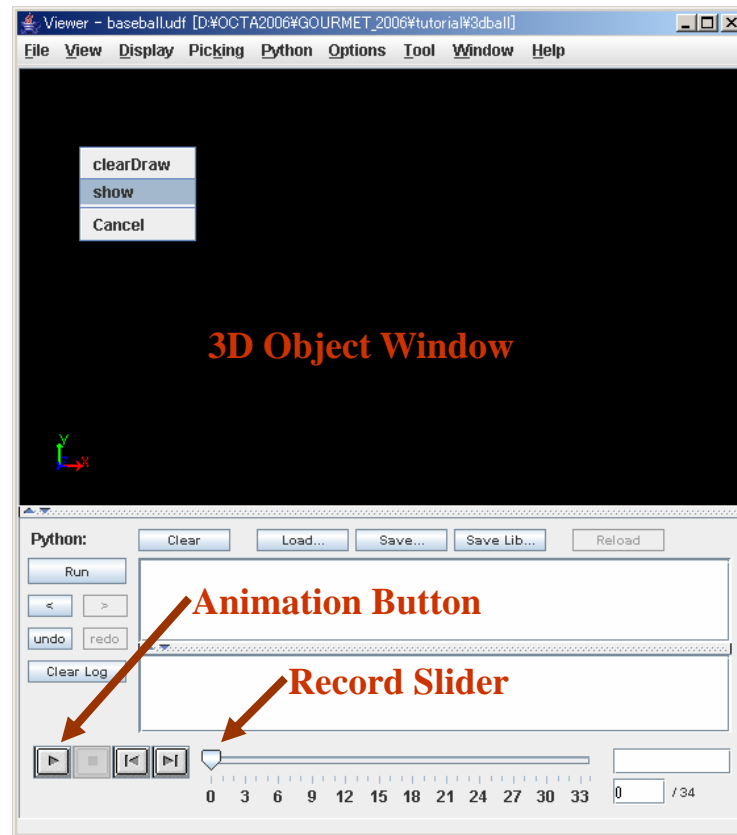 Viewer - baseball.udf [D:¥OCTA2006¥GOURMET_2006¥tutorial¥3dball]
File View Display Picking Python Options Tool Window Help
clearDraw
show
Cancel
3D Object Window
Y
Z X
Python: Clear Load... Save... Save Lib... Reload
Run
< >
Animation Button
undo redo
Clear Log
Record Slider
0 3 6 9 12 15 18 21 24 27 30 33
0 / 34